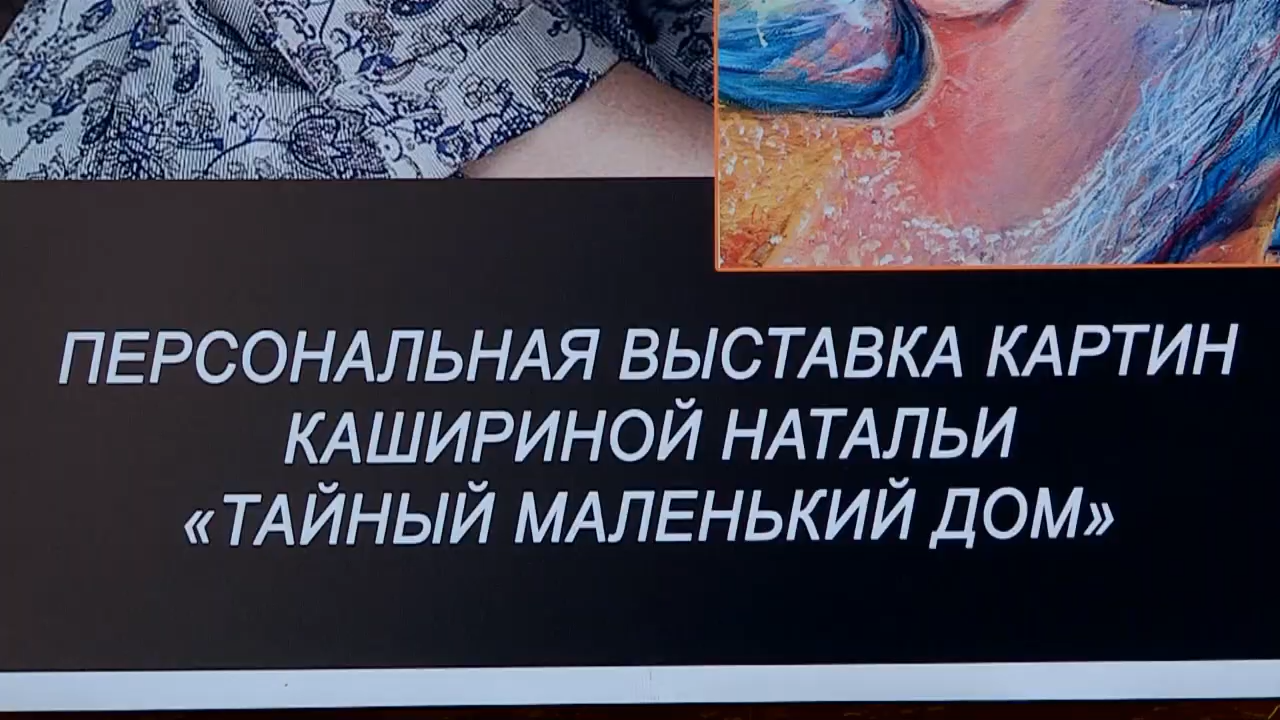 ПЕРСОНАЛЬНАЯ ВЫСТАВКА КАРТИН
КАШИРИНОЙ НАТАЛЬИ
«ТАЙНЫЙ МАЛЕНЬКИЙ ДОМ»